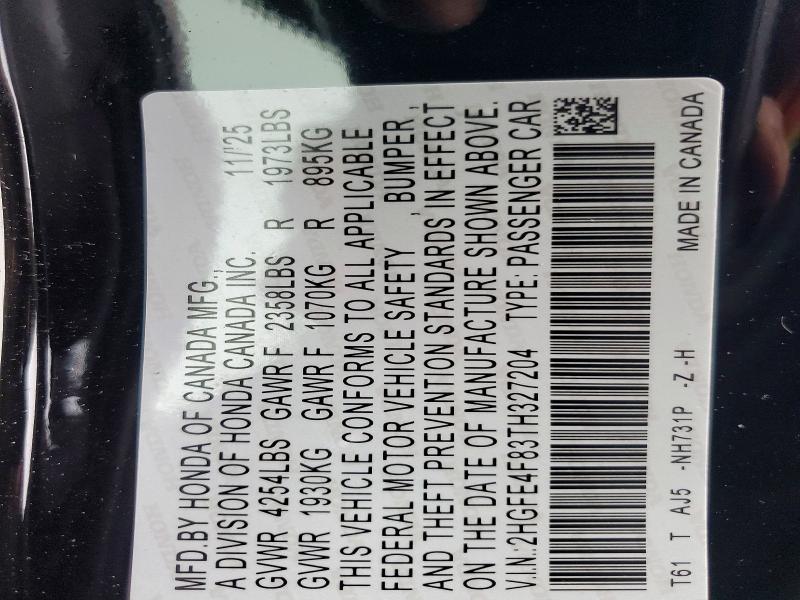 MFD.BY HONDA OF CANADA MFG.,
A DIVISION OF HONDA CANADA INC. 11/'25
GVWR 4254LBS GAWR F 2358LBS R 1973LBS
GVWR 1930KG GAWR F 1070KG R 895KG
THIS VEHICLE CONFORMS TO ALL APPLICABLE
FEDERAL MOTOR VEHICLE SAFETY , BUMPER ,
AND THEFT PREVENTION STANDARDS IN EFFECT
ON THE DATE OF MANUFACTURE SHOWN ABOVE.
V.I.N.:2HGFE4F83TH327204 TYPE: PASSENGER CAR
T61 T AJ5 -NH731P -Z -H MADE IN CANADA